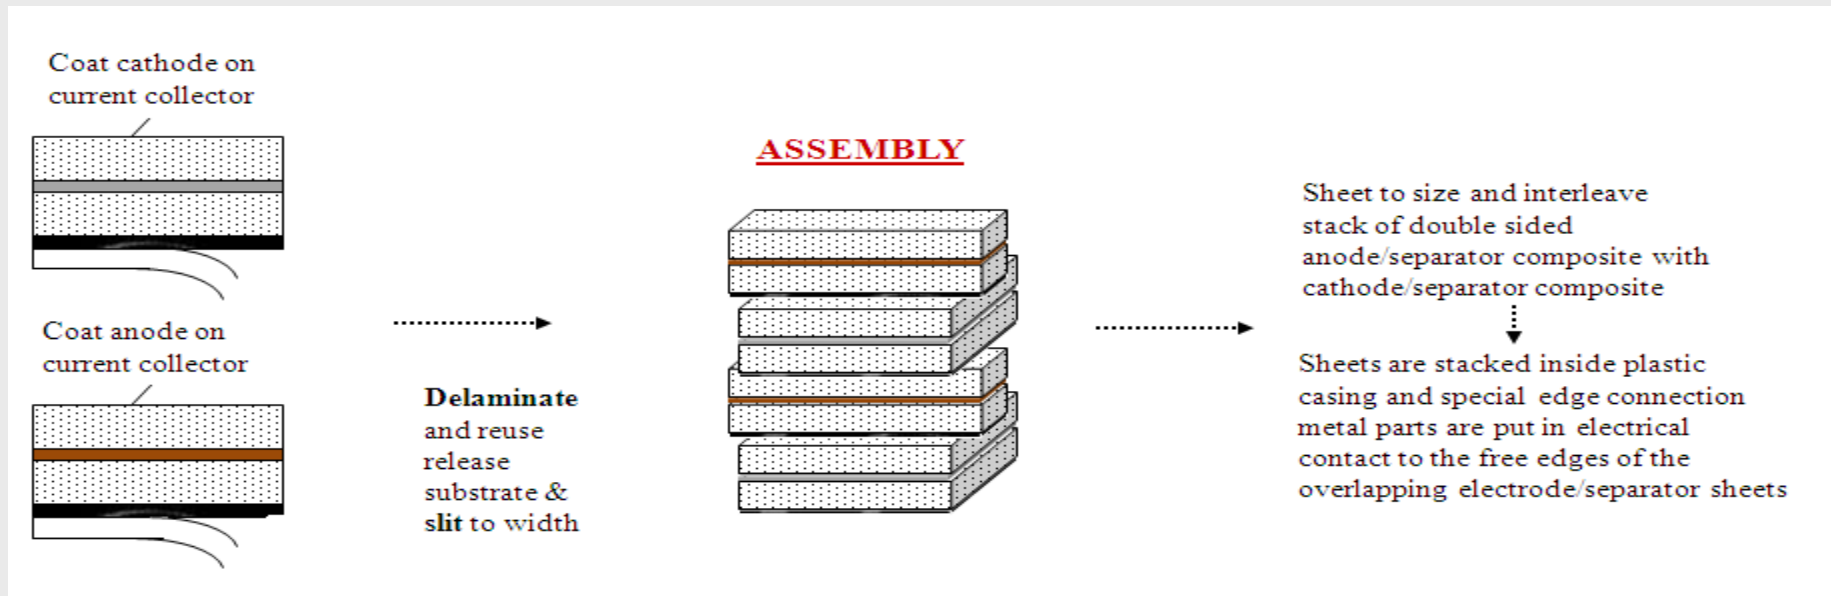 Coat cathode on
current collector
Coat anode on
current collector
Delaminate
and reuse
release
substrate &
slit to width
ASSEMBLY
Sheet to size and interleave
stack of double sided
anode/separator composite with
cathode/separator composite
Sheets are stacked inside plastic
casing and special edge connection
metal parts are put in electrical
contact to the free edges of the
overlapping electrode/separator sheets